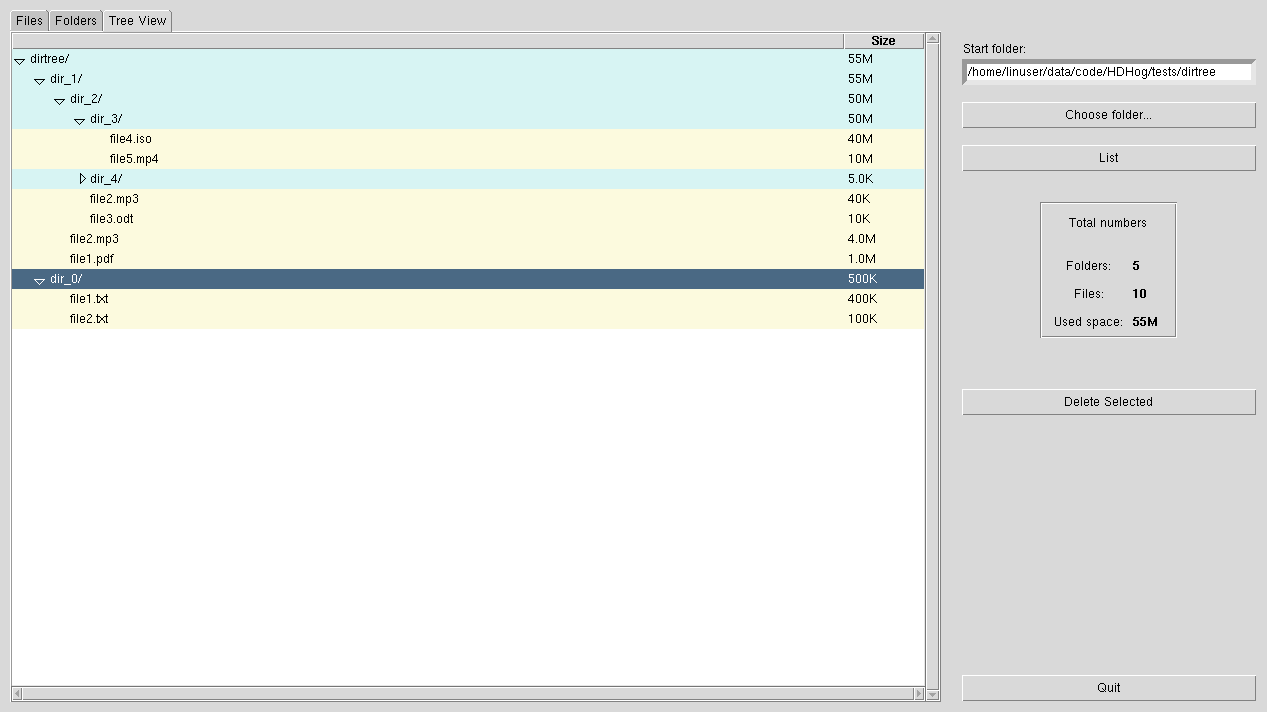 Files Folders Tree View
Size
dirtree/ 55M
dir_1/ 55M
dir_2/ 50M
dir_3/ 50M
file4.iso 40M
file5.mp4 10M
dir_4/ 5.0K
file2.mp3 40K
file3.odt 10K
file2.mp3 4.0M
file1.pdf 1.0M
dir_0/ 500K
file1.txt 400K
file2.txt 100K
Start folder:
/home/linuser/data/code/HDHog/tests/dirtree
Choose folder...
List
Total numbers
Folders: 5
Files: 10
Used space: 55M
Delete Selected
Quit